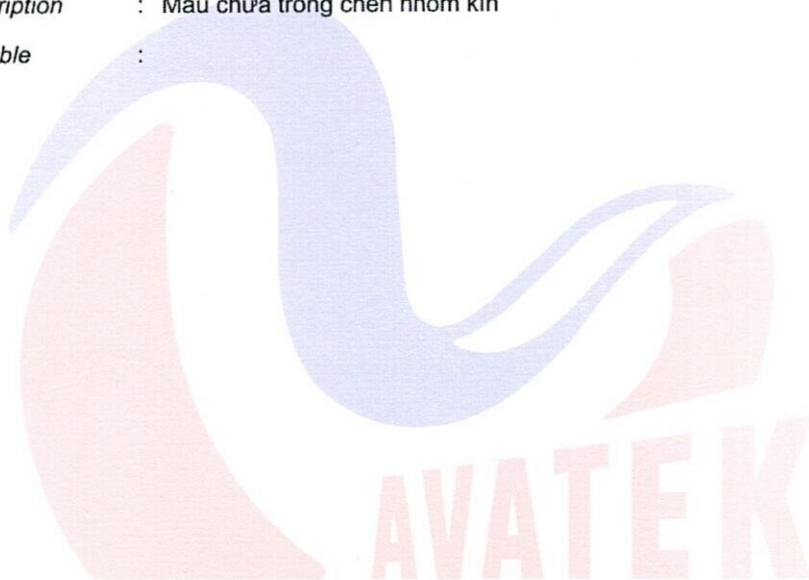 ription : Mẫu chứa trong chén nhôm kín
ble :
AVATEK